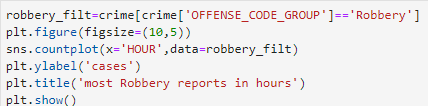 robbery_filt=crime[crime['OFFENSE_CODE_GROUP']=='Robbery']
plt.figure(figsize=(10,5))
sns.countplot(x='HOUR',data=robbery_filt)
plt.ylabel('cases')
plt.title('most Robbery reports in hours')
plt.show()